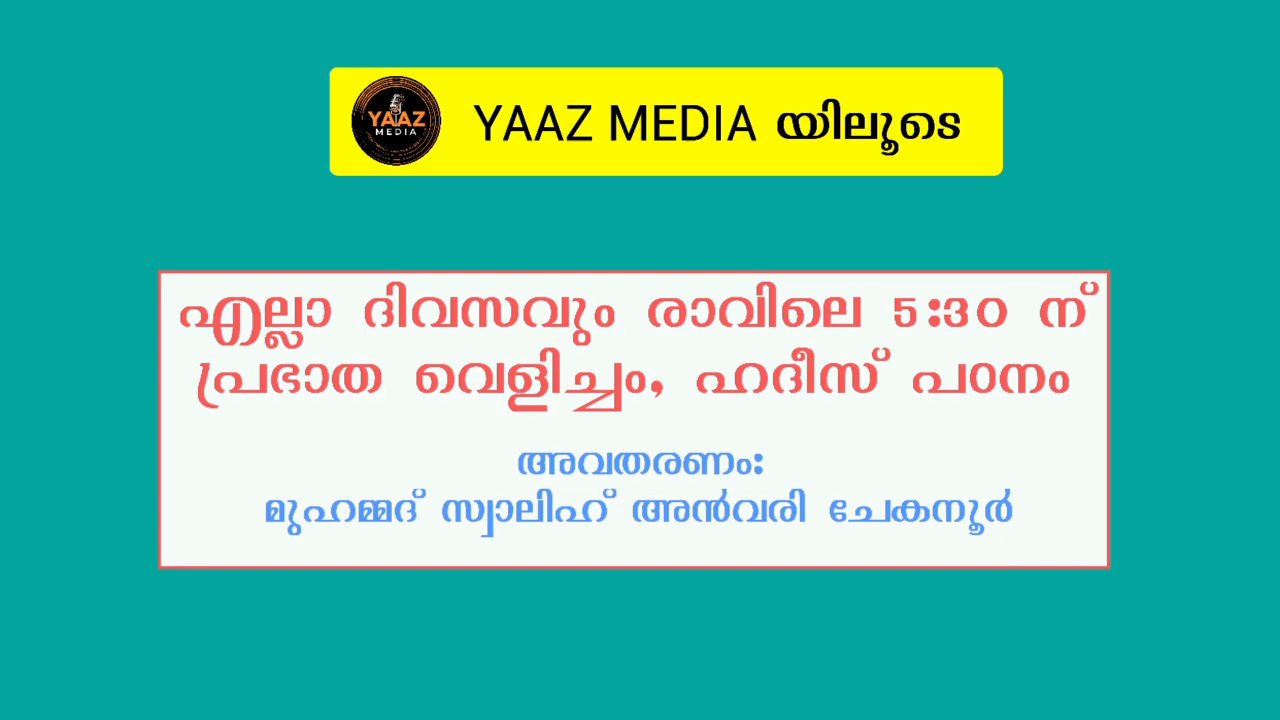 YAAZ
MEDIA
YAAZ MEDIA യിലൂടെ
എല്ലാ ദിവസവും രാവിലെ 5:30 ന്
പ്രഭാത വെളിച്ചം, ഹദീസ് പഠനം
അവതരണം:
മുഹമ്മദ് സ്വാലിഹ് അൻവരി ചേകനൂർ